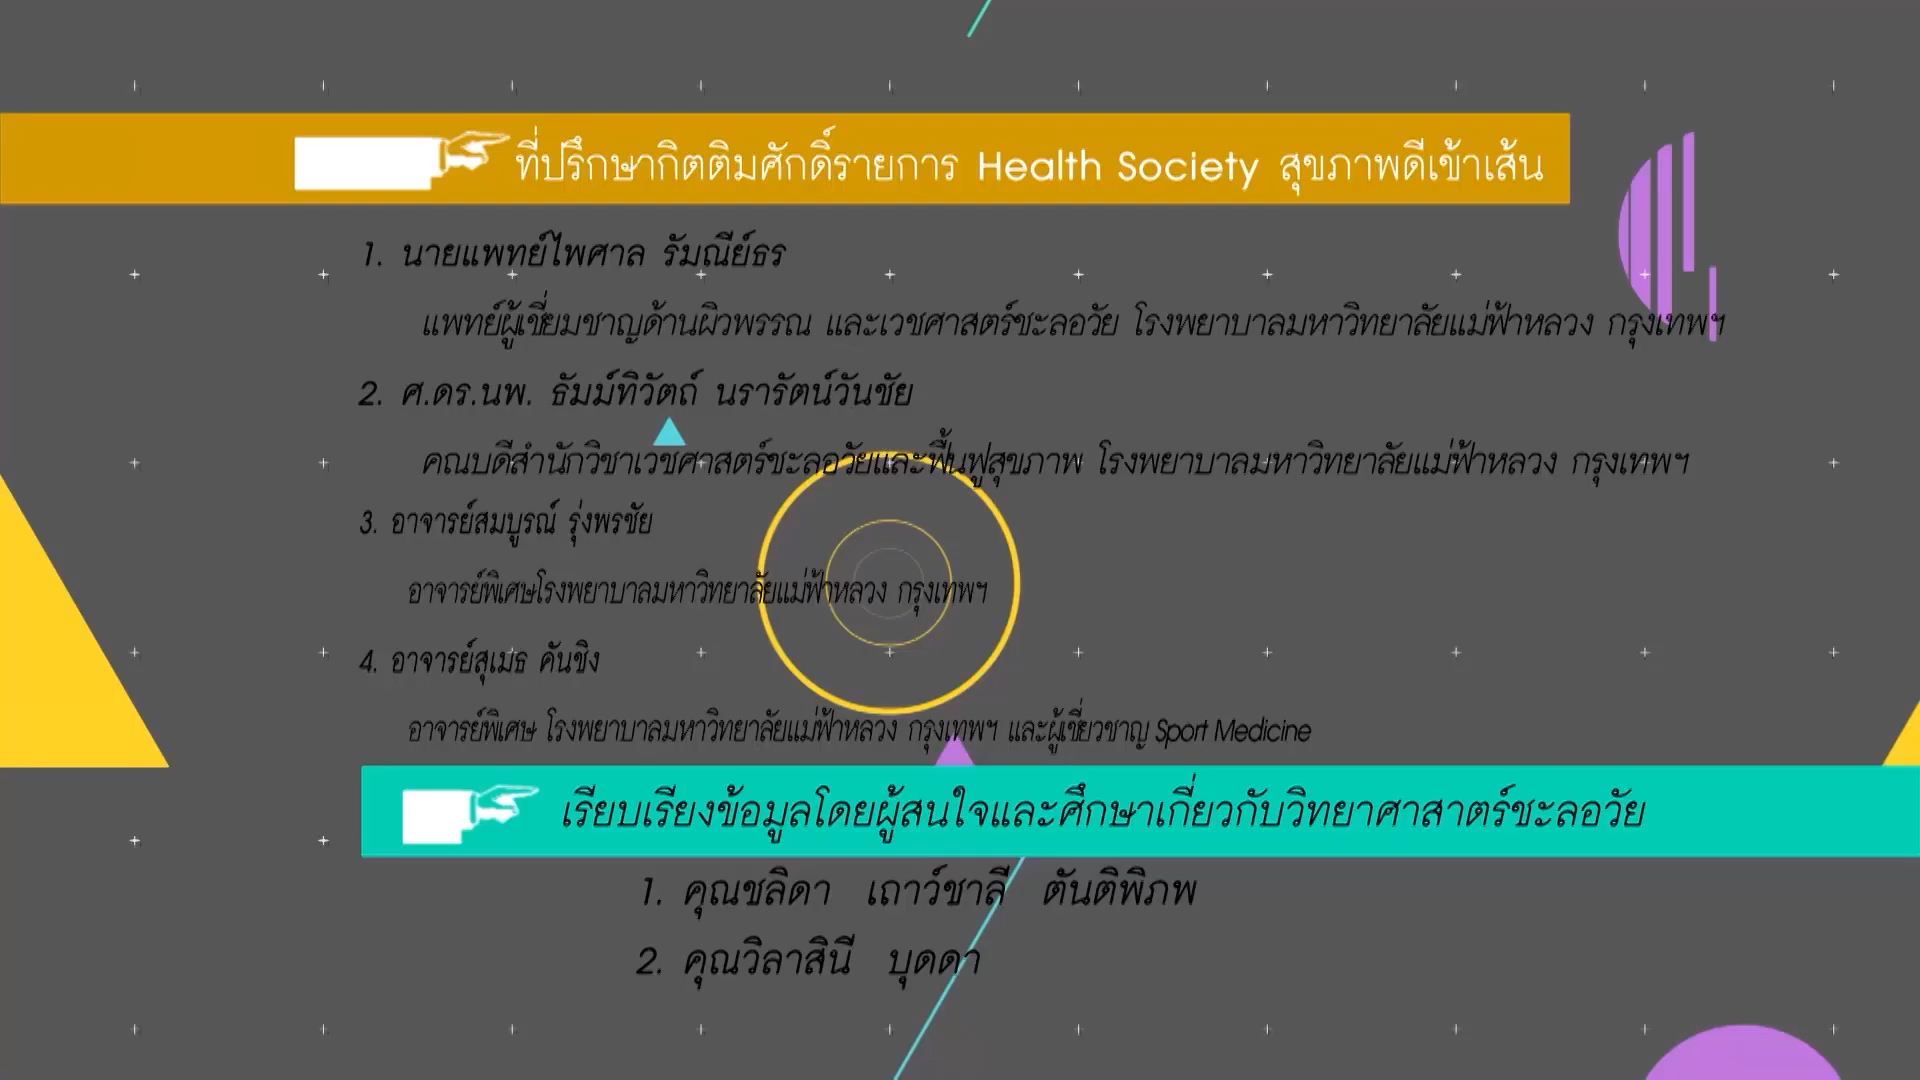 ที่ปรึกษากิตติมศักดิ์รายการ Health Society สุขภาพดีเข้าเส้น
1. นายแพทย์ไพศาล รัมณีย์ธร
แพทย์ผู้เชี่ยมชาญด้านผิวพรรณ และเวชศาสตร์ชะลอวัย โรงพยาบาลมหาวิทยาลัยแม่ฟ้าหลวง กรุงเทพฯ
2. ศ.ดร.นพ. ธัมม์ทิวัตถ์ นรารัตน์วันชัย
คณบดีสำนักวิชาเวชศาสตร์ชะลอวัยและฟื้นฟูสุขภาพ โรงพยาบาลมหาวิทยาลัยแม่ฟ้าหลวง กรุงเทพฯ
3. อาจารย์สมบูรณ์ รุ่งพรชัย
อาจารย์พิเศษโรงพยาบาลมหาวิทยาลัยแม่ฟ้าหลวง กรุงเทพฯ
4. อาจารย์สุเมธ คันชิง
อาจารย์พิเศษ โรงพยาบาลมหาวิทยาลัยแม่ฟ้าหลวง กรุงเทพฯ และผู้เชี่ยวชาญ Sport Medicine
เรียบเรียงข้อมูลโดยผู้สนใจและศึกษาเกี่ยวกับวิทยาศาสาตร์ชะลอวัย
1. คุณชลิดา เถาว์ชาลี ตันติพิภพ
2. คุณวิลาสินี บุดดา